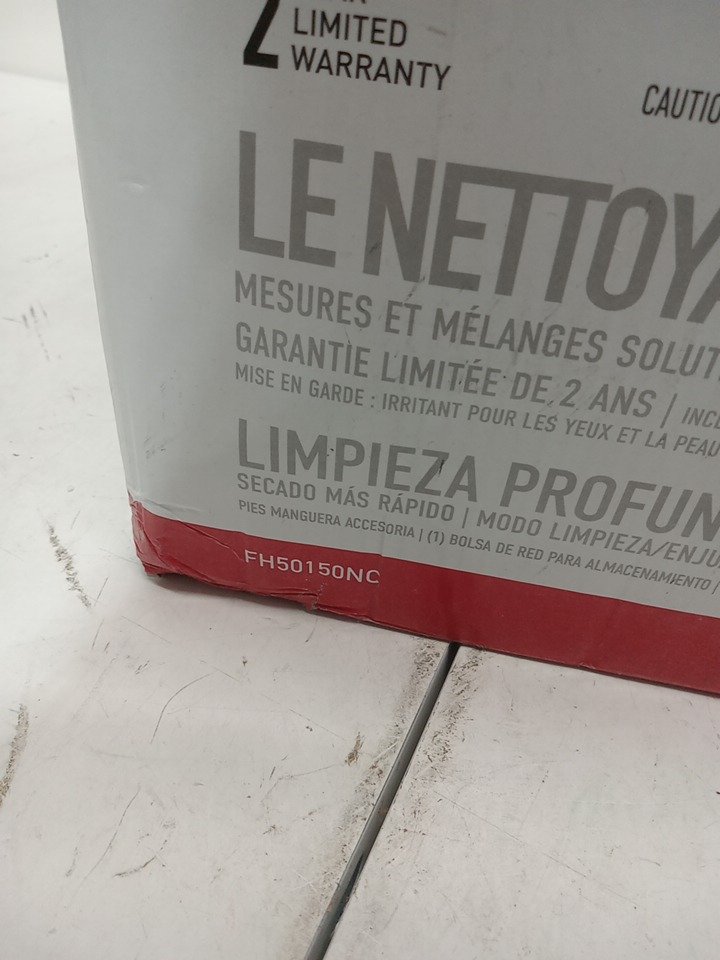 2
LIMITED
WARRANTY
CAUTIO
LE NETTOYA
MESURES ET MÉLANGES SOLUT
GARANTIE LIMITÉE DE 2 ANS | INCL
MISE EN GARDE : IRRITANT POUR LES YEUX ET LA PEAU
LIMPIEZA PROFUN
SECADO MÁS RÁPIDO | MODO LIMPIEZA/ENJU
PIES MANGUERA ACCESORIA | (1) BOLSA DE RED PARA ALMACENAMIENTO |
FH50150NC